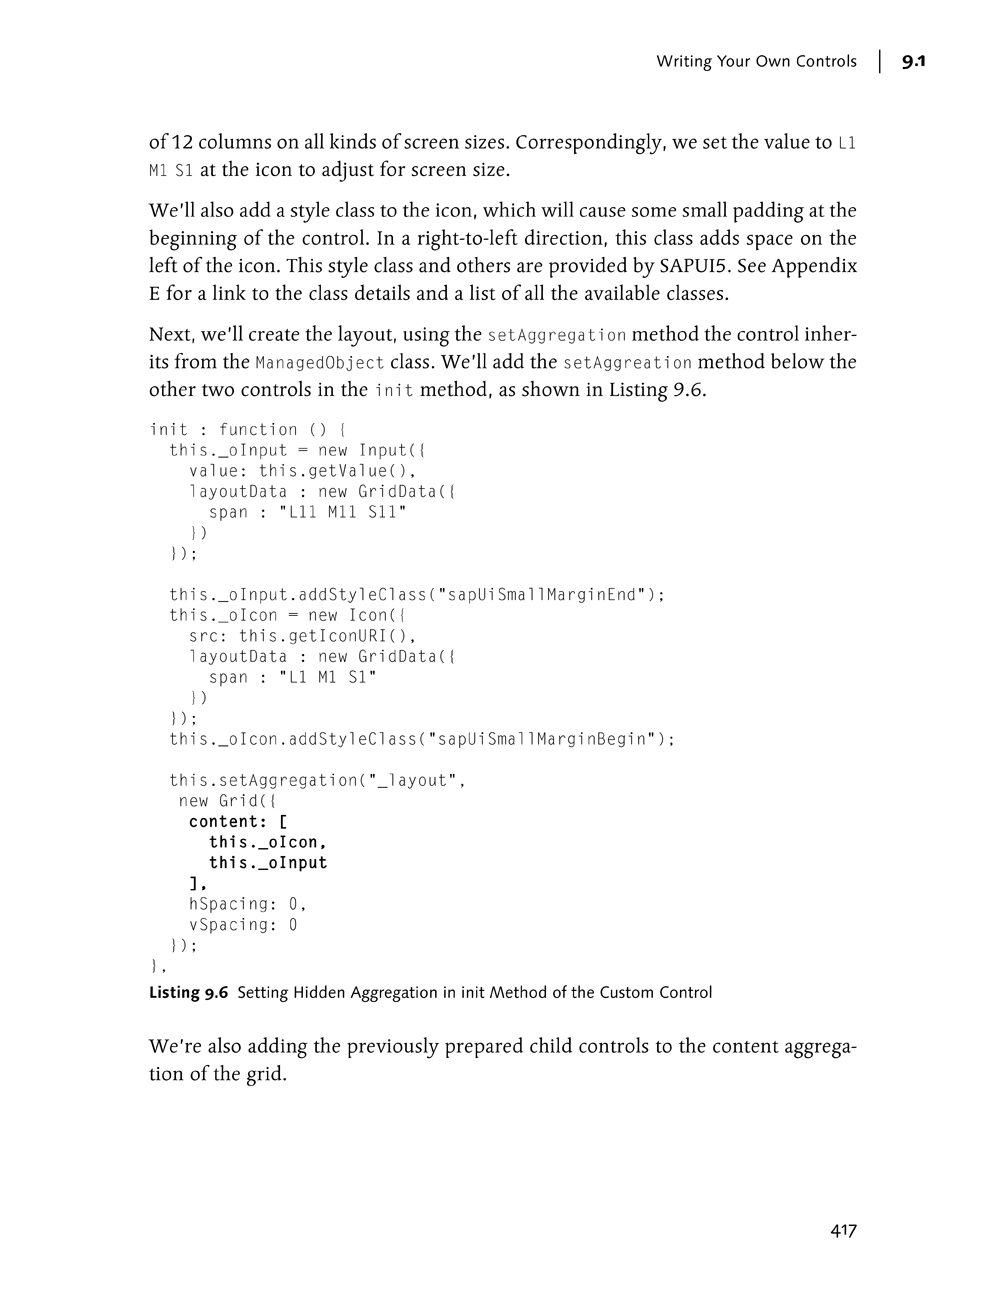 Writing Your Own Controls | 9.1
of 12 columns on all kinds of screen sizes. Correspondingly, we set the value to L1
M1 S1 at the icon to adjust for screen size.
We'll also add a style class to the icon, which will cause some small padding at the
beginning of the control. In a right-to-left direction, this class adds space on the
left of the icon. This style class and others are provided by SAPUI5. See Appendix
E for a link to the class details and a list of all the available classes.
Next, we'll create the layout, using the setAggregation method the control inher-
its from the ManagedObject class. We'll add the setAggreation method below the
other two controls in the init method, as shown in Listing 9.6.
init : function () {
  this._oInput = new Input({
    value: this.getValue(),
    layoutData : new GridData({
      span : "L11 M11 S11"
    })
  });
  this._oInput.addStyleClass("sapUiSmallMarginEnd");
  this._oIcon = new Icon({
    src: this.getIconURI(),
    layoutData : new GridData({
      span : "L1 M1 S1"
    })
  });
  this._oIcon.addStyleClass("sapUiSmallMarginBegin");
  this.setAggregation("_layout",
   new Grid({
    content: [
      this._oIcon,
      this._oInput
    ],
    hSpacing: 0,
    vSpacing: 0
  });
},
Listing 9.6 Setting Hidden Aggregation in init Method of the Custom Control
We're also adding the previously prepared child controls to the content aggrega-
tion of the grid.
417